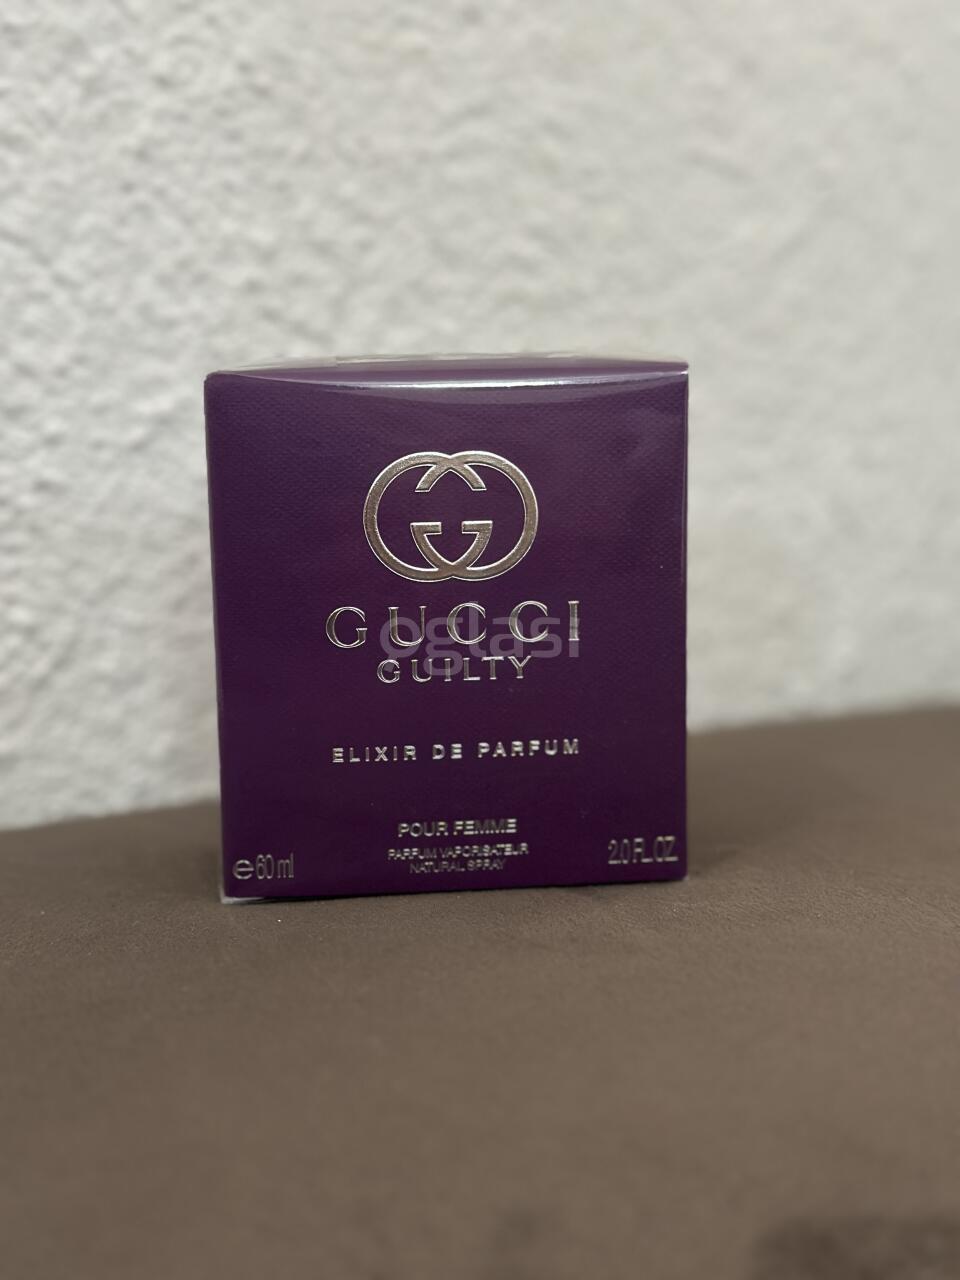 GUCCI
oglasi
GUILTY
ELIXIR DE PARFUM
POUR FEMME
PARFUM VAPORISATEUR
NATURAL SPRAY
℮60 ml
2.0 FL.OZ